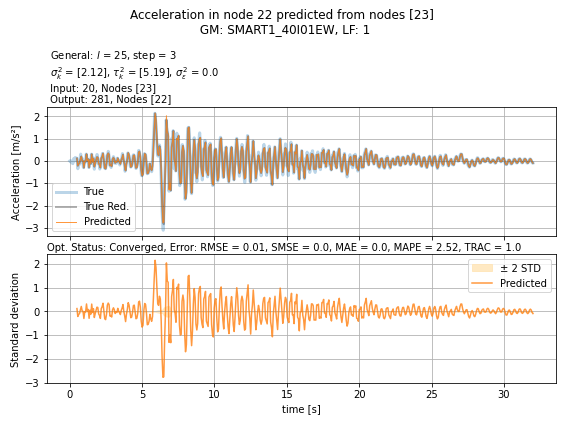 Acceleration in node 22 predicted from nodes [23]
GM: SMART1_40I01EW, LF: 1
General: l = 25, step = 3
σ²ₖ = [2.12], τ²ₖ = [5.19], σ²ε = 0.0
Input: 20, Nodes [23]
Output: 281, Nodes [22]
Acceleration [m/s²]
2
1
0
−1
−2
−3
True
True Red.
Predicted
Opt. Status: Converged, Error: RMSE = 0.01, SMSE = 0.0, MAE = 0.0, MAPE = 2.52, TRAC = 1.0
Standard deviation
2
1
0
−1
−2
−3
± 2 STD
Predicted
0 5 10 15 20 25 30
time [s]